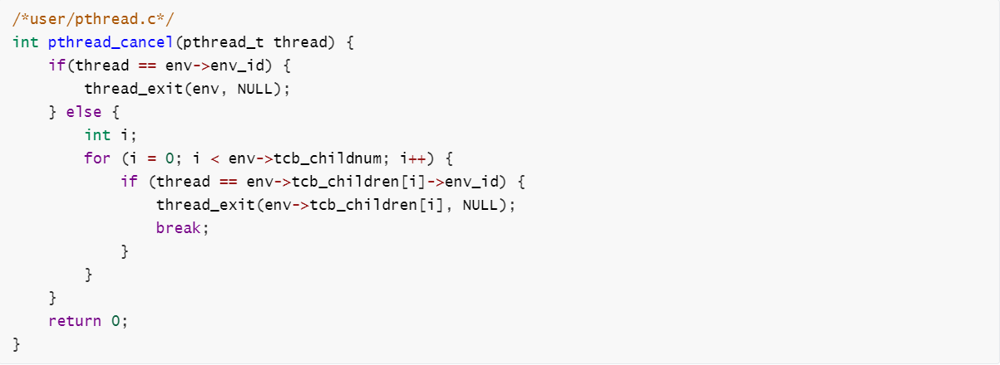 /*user/pthread.c*/
int pthread_cancel(pthread_t thread) {
    if(thread == env->env_id) {
        thread_exit(env, NULL);
    } else {
        int i;
        for (i = 0; i < env->tcb_childnum; i++) {
            if (thread == env->tcb_children[i]->env_id) {
                thread_exit(env->tcb_children[i], NULL);
                break;
            }
        }
    }
    return 0;
}